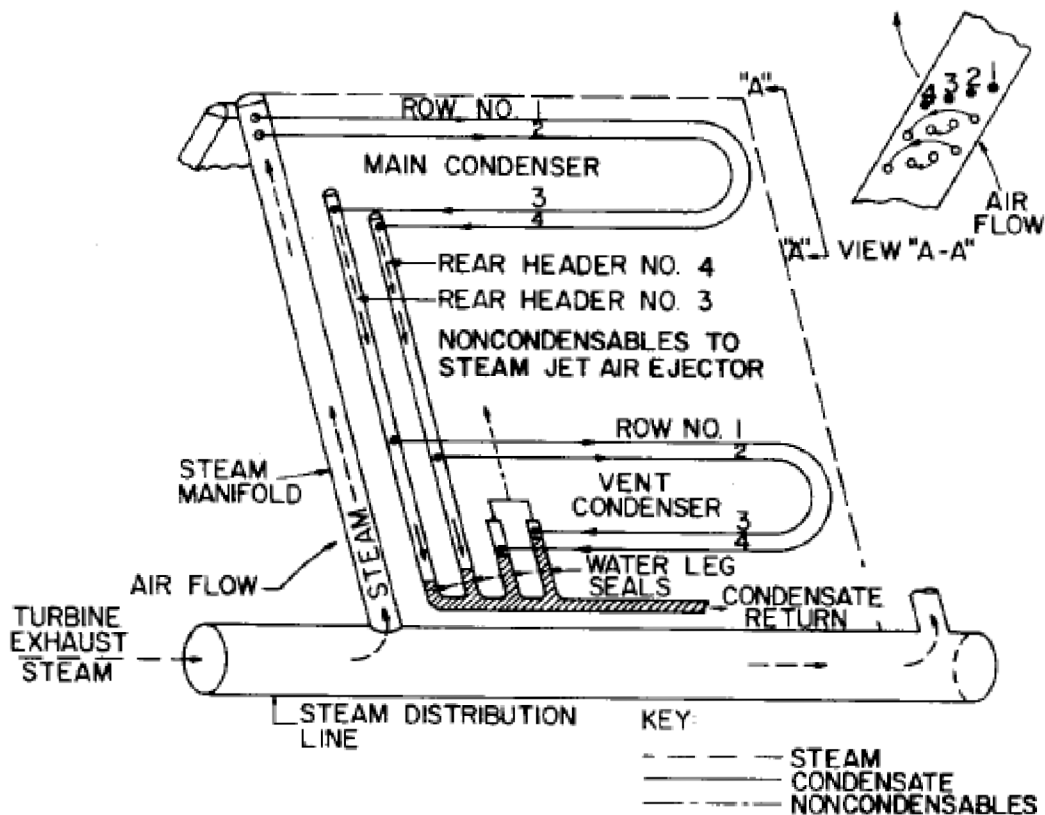 ROW NO. 1
2
MAIN CONDENSER
3
4
REAR HEADER NO. 4
REAR HEADER NO. 3
NONCONDENSABLES TO
STEAM JET AIR EJECTOR
"A"
"A"
VIEW "A-A"
4 3 2 1
AIR
FLOW
ROW NO. 1
2
VENT
CONDENSER
3
4
STEAM
MANIFOLD
STEAM
AIR FLOW
WATER LEG
SEALS
CONDENSATE
RETURN
TURBINE
EXHAUST
STEAM
STEAM DISTRIBUTION
LINE
KEY:
STEAM
CONDENSATE
NONCONDENSABLES